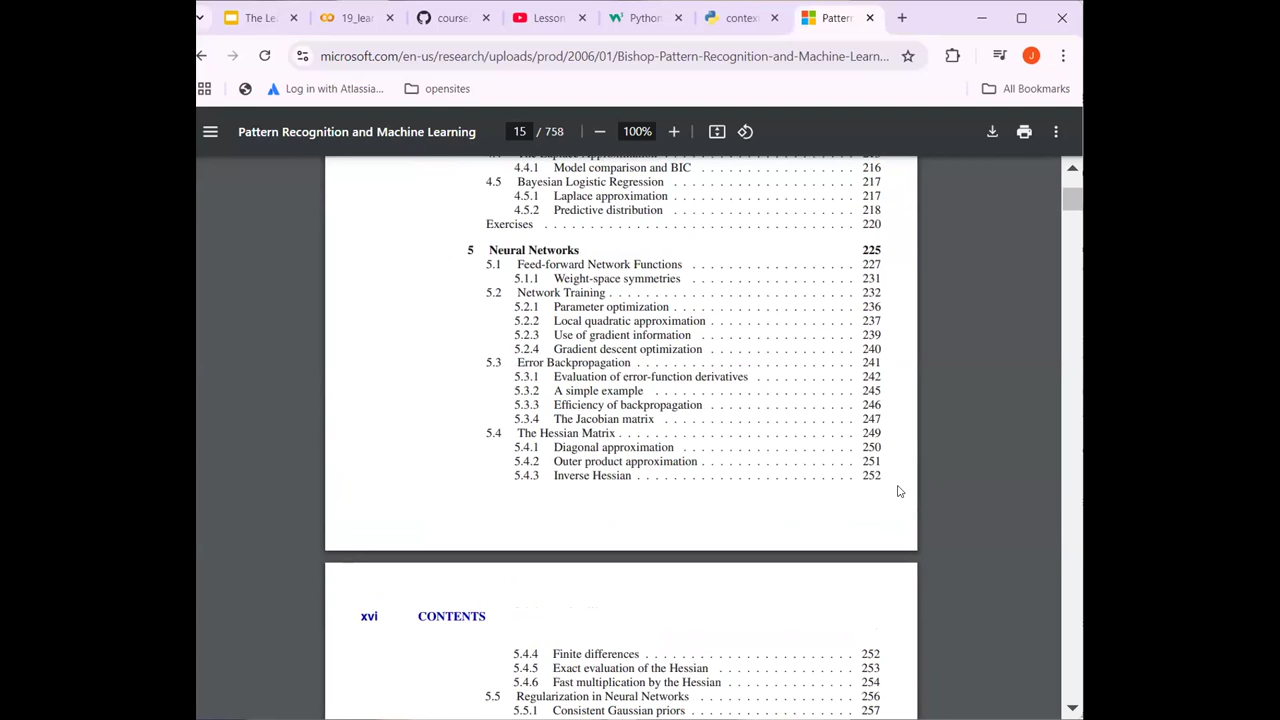 The Le
19_lear
course
Lesson
Python
contex
Pattern
microsoft.com/en-us/research/uploads/prod/2006/01/Bishop-Pattern-Recognition-and-Machine-Learn...
J
Log in with Atlassia...
opensites
All Bookmarks
Pattern Recognition and Machine Learning
15 / 758
100%
4.4.1 Model comparison and BIC . . . . . . . . . . . . 216
4.5 Bayesian Logistic Regression . . . . . . . . . . . . 217
4.5.1 Laplace approximation . . . . . . . . . . . . 217
4.5.2 Predictive distribution . . . . . . . . . . . . 218
Exercises . . . . . . . . . . . . 220
5 Neural Networks 225
5.1 Feed-forward Network Functions . . . . . . . . . . . . 227
5.1.1 Weight-space symmetries . . . . . . . . . . . . 231
5.2 Network Training . . . . . . . . . . . . 232
5.2.1 Parameter optimization . . . . . . . . . . . . 236
5.2.2 Local quadratic approximation . . . . . . . . . . . . 237
5.2.3 Use of gradient information . . . . . . . . . . . . 239
5.2.4 Gradient descent optimization . . . . . . . . . . . . 240
5.3 Error Backpropagation . . . . . . . . . . . . 241
5.3.1 Evaluation of error-function derivatives . . . . . . . . 242
5.3.2 A simple example . . . . . . . . . . . . 245
5.3.3 Efficiency of backpropagation . . . . . . . . . . . . 246
5.3.4 The Jacobian matrix . . . . . . . . . . . . 247
5.4 The Hessian Matrix . . . . . . . . . . . . 249
5.4.1 Diagonal approximation . . . . . . . . . . . . 250
5.4.2 Outer product approximation . . . . . . . . . . . . 251
5.4.3 Inverse Hessian . . . . . . . . . . . . 252
xvi CONTENTS
5.4.4 Finite differences . . . . . . . . . . . . 252
5.4.5 Exact evaluation of the Hessian . . . . . . . . . . . . 253
5.4.6 Fast multiplication by the Hessian . . . . . . . . . . 254
5.5 Regularization in Neural Networks . . . . . . . . . . . . 256
5.5.1 Consistent Gaussian priors . . . . . . . . . . . . 257